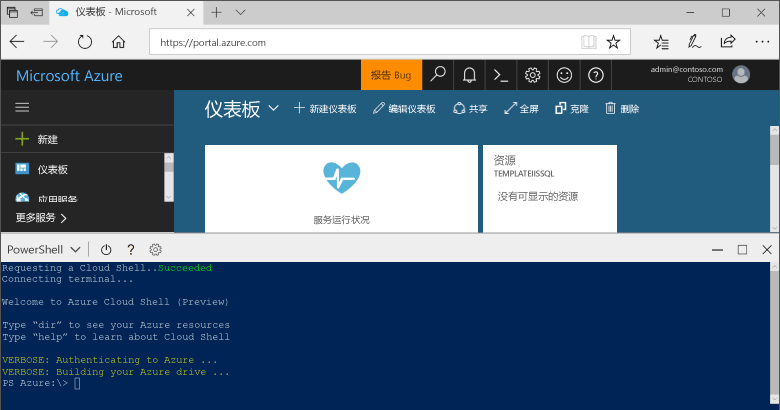 仪表板 - Microsoft
https://portal.azure.com
Microsoft Azure
报告 Bug
admin@contoso.com
CONTOSO
仪表板
新建仪表板
编辑仪表板
共享
全屏
克隆
删除
新建
仪表板
应用服务
更多服务
服务运行状况
资源
TEMPLATEIISSQL
没有可显示的资源
PowerShell
Requesting a Cloud Shell..Succeeded
Connecting terminal...
Welcome to Azure Cloud Shell (Preview)
Type “dir” to see your Azure resources
Type “help” to learn about Cloud Shell
VERBOSE: Authenticating to Azure ...
VERBOSE: Building your Azure drive ...
PS Azure:\>